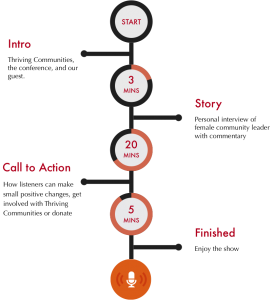 START
Intro
Thriving Communities,
the conference, and our
guest.
3
MINS
Story
Personal interview of
female community leader
with commentary
20
MINS
Call to Action
How listeners can make
small positive changes, get
involved with Thriving
Communities or donate
5
MINS
Finished
Enjoy the show